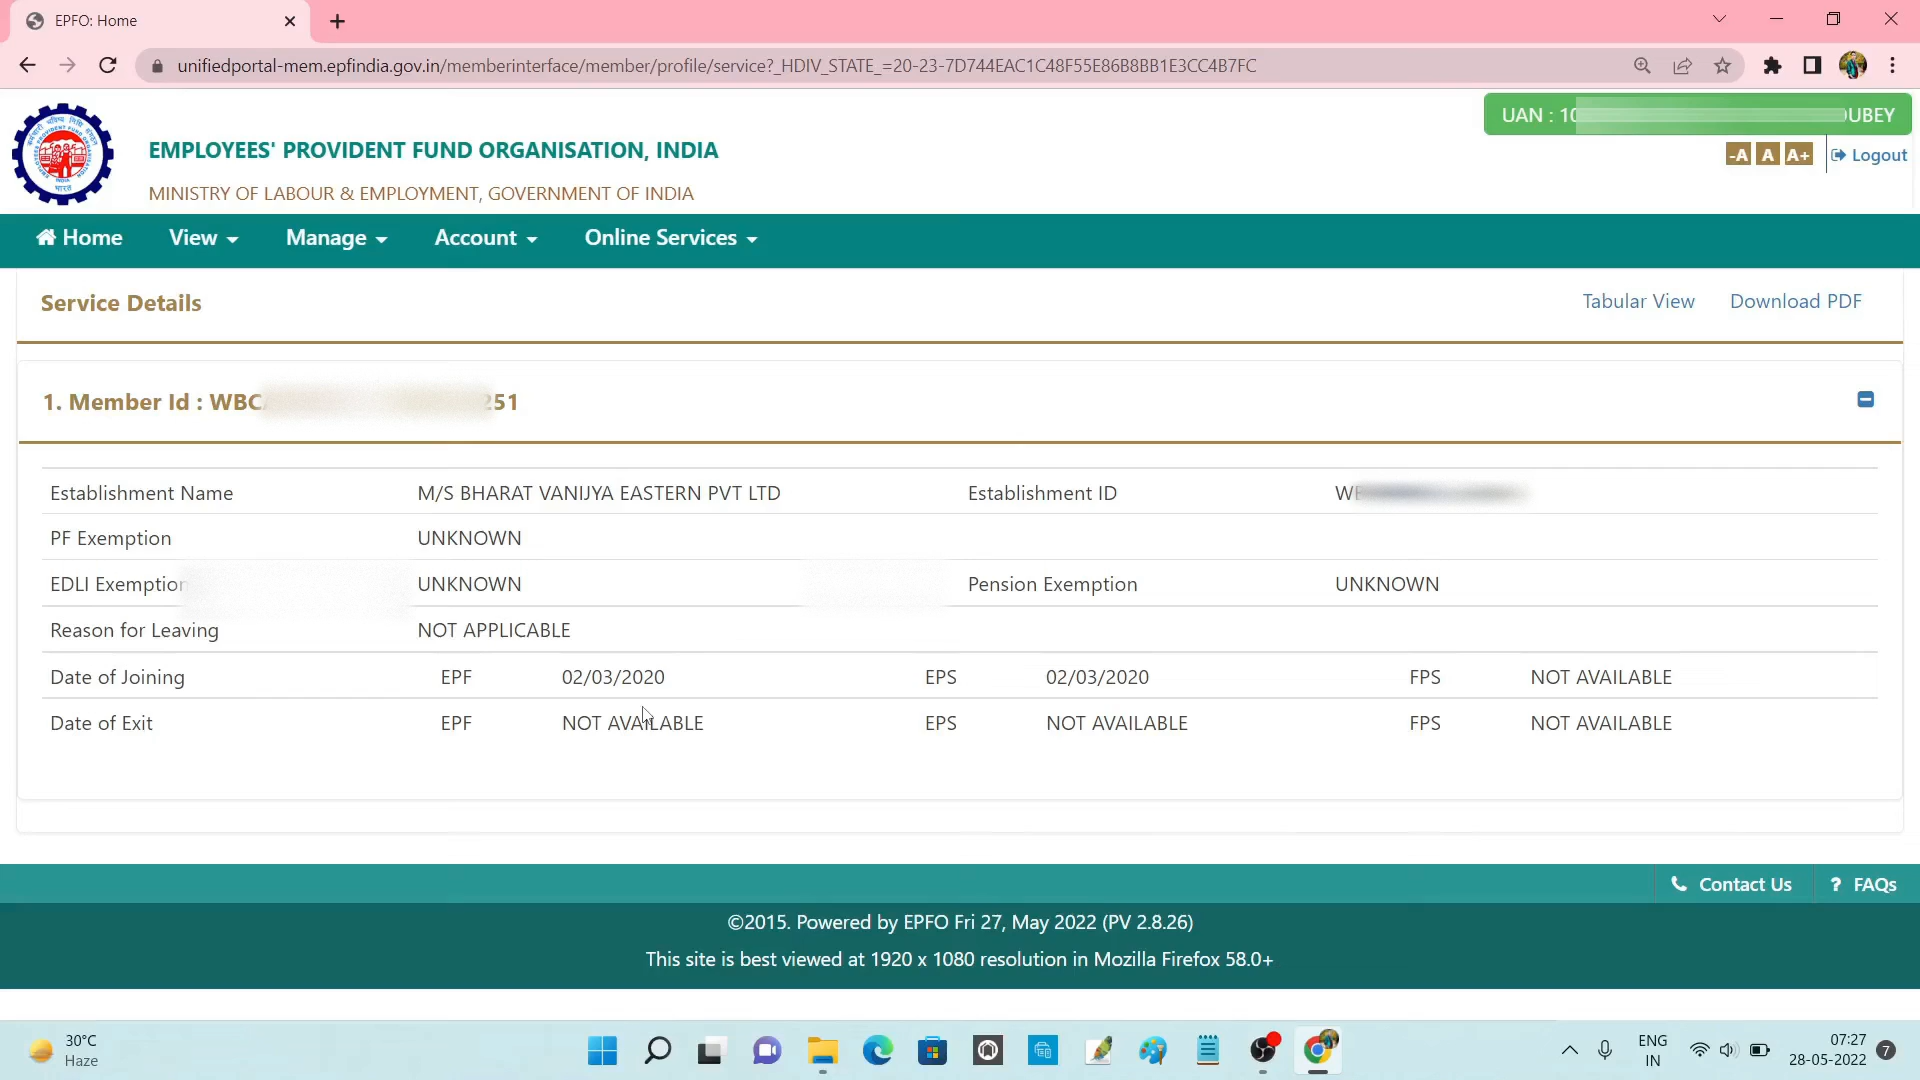 EPFO: Home
unifiedportal-mem.epfindia.gov.in/memberinterface/member/profile/service?_HDIV_STATE_=20-23-7D744EAC1C48F55E86B8BB1E3CC4B7FC
UAN : 10 DUBEY
EMPLOYEES' PROVIDENT FUND ORGANISATION, INDIA
-A A A+ Logout
MINISTRY OF LABOUR & EMPLOYMENT, GOVERNMENT OF INDIA
Home View Manage Account Online Services
Service Details Tabular View Download PDF
1. Member Id : WBC 251
Establishment Name M/S BHARAT VANIJYA EASTERN PVT LTD Establishment ID
PF Exemption UNKNOWN
EDLI Exemption UNKNOWN Pension Exemption UNKNOWN
Reason for Leaving NOT APPLICABLE
Date of Joining EPF 02/03/2020 EPS 02/03/2020 FPS NOT AVAILABLE
Date of Exit EPF NOT AVAILABLE EPS NOT AVAILABLE FPS NOT AVAILABLE
Contact Us ? FAQs
©2015. Powered by EPFO Fri 27, May 2022 (PV 2.8.26)
This site is best viewed at 1920 x 1080 resolution in Mozilla Firefox 58.0+
30°C
Haze
ENG
IN
07:27
28-05-2022
7